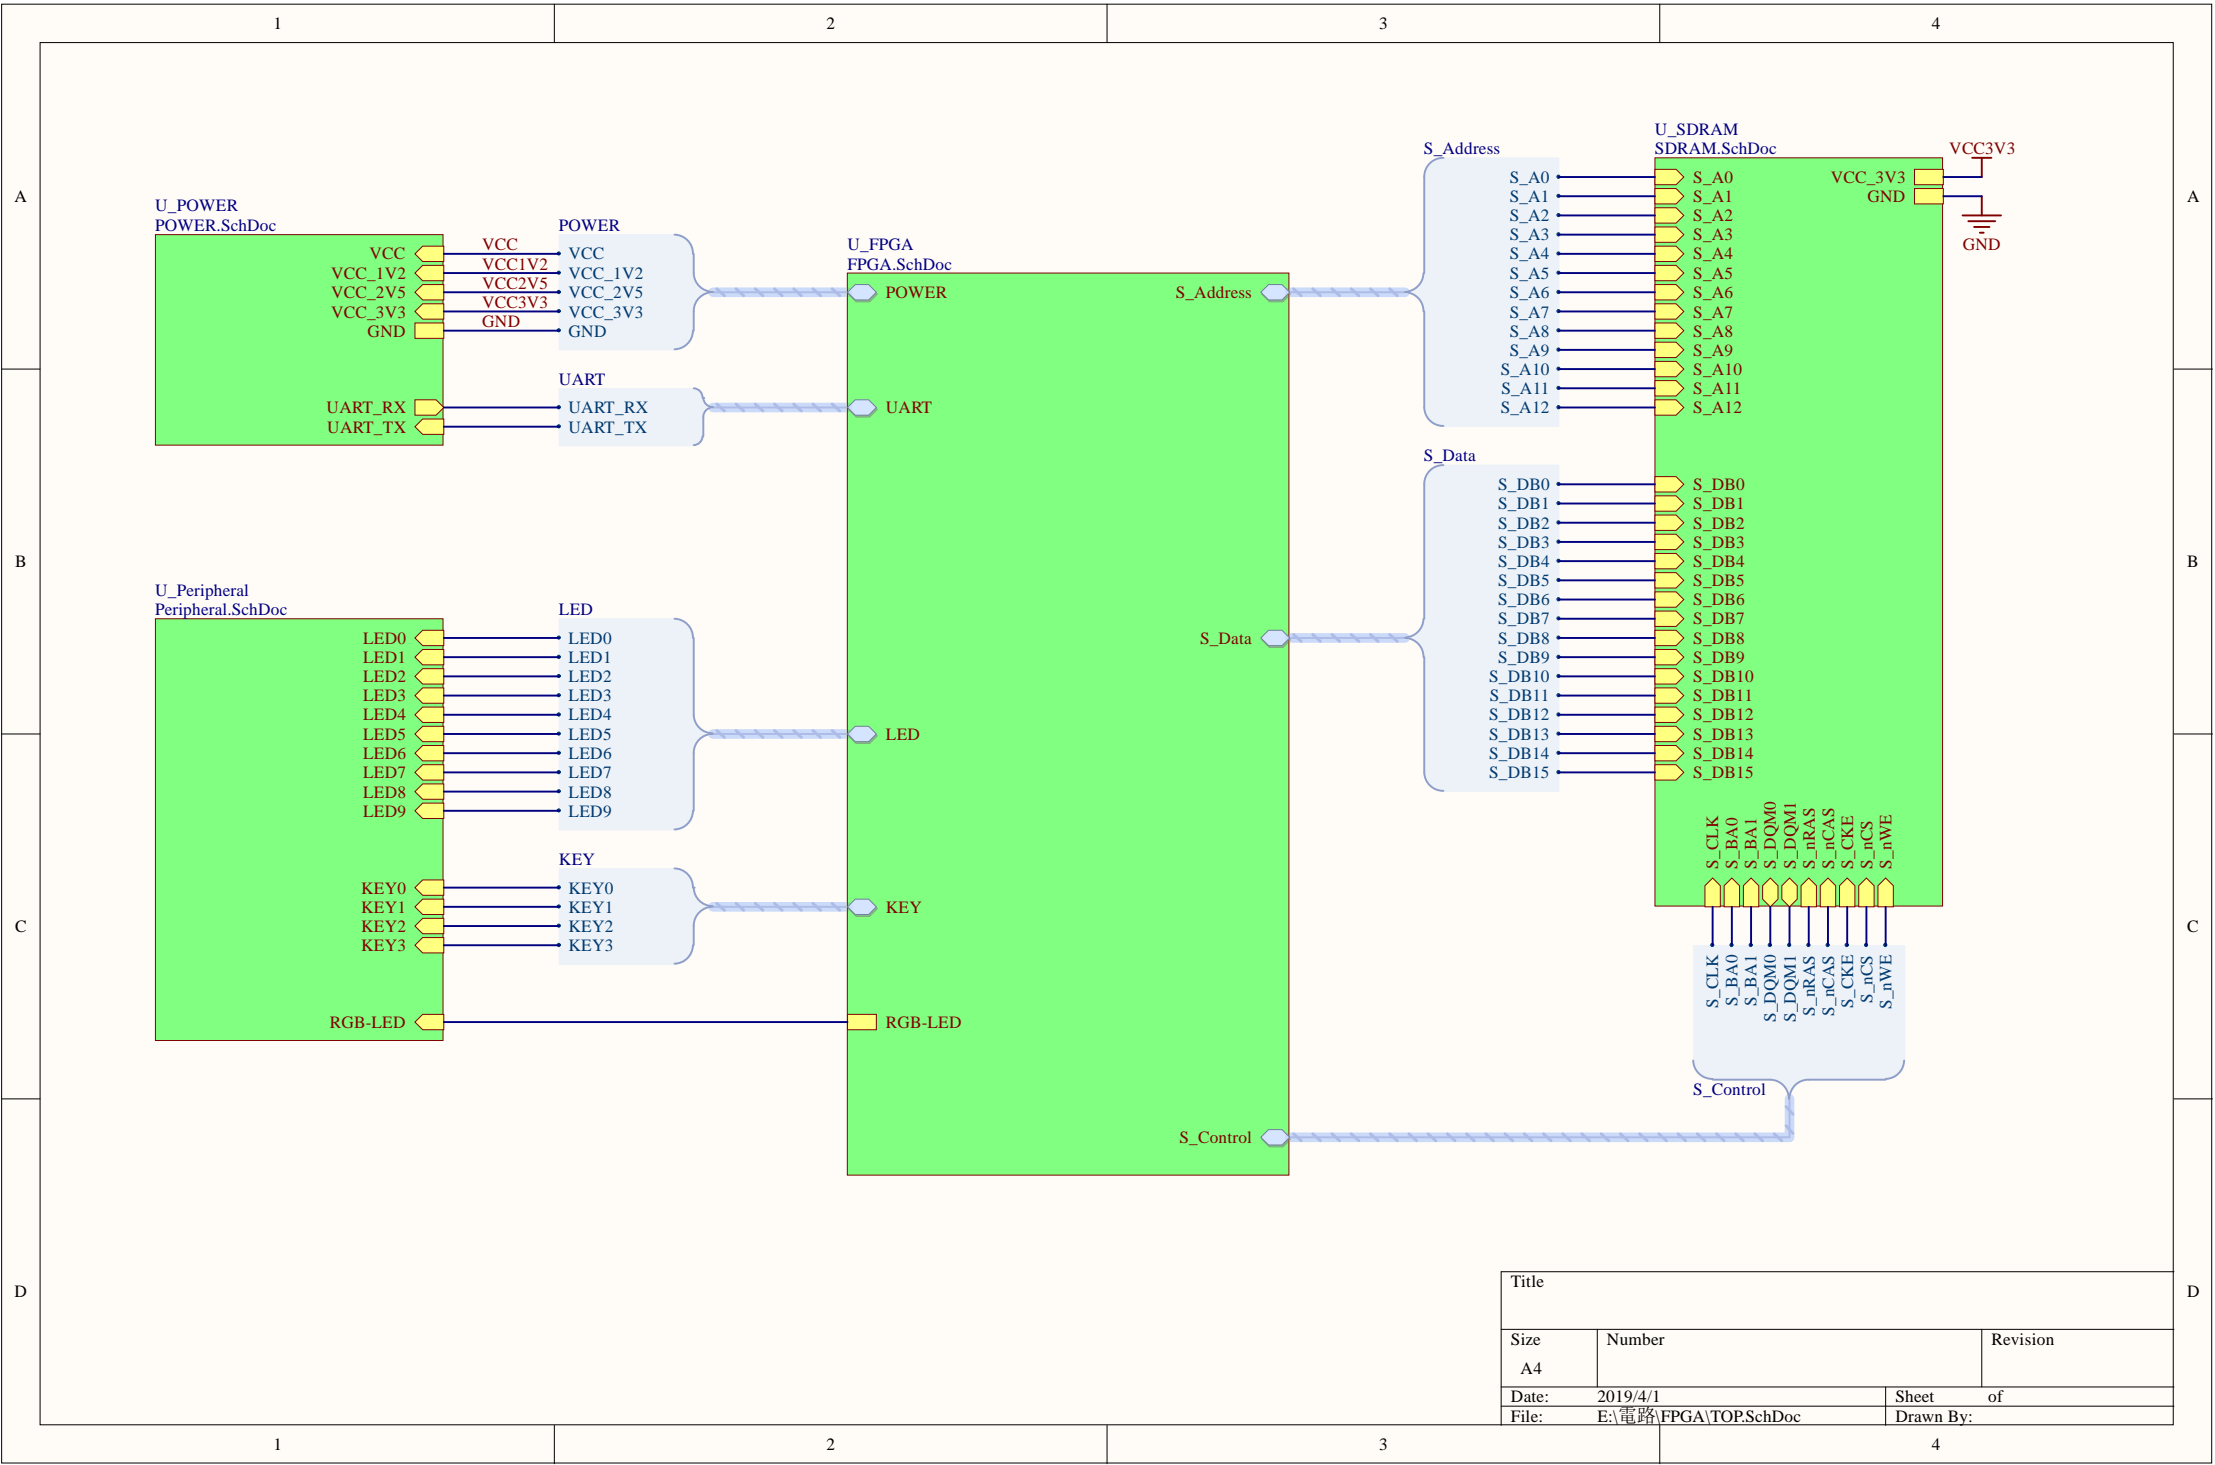 1
2
3
4
A
A
B
B
C
C
D
D
1
2
3
4
U_POWER
POWER.SchDoc
VCC
VCC_1V2
VCC_2V5
VCC_3V3
GND
UART_RX
UART_TX
VCC
VCC1V2
VCC2V5
VCC3V3
GND
POWER
VCC
VCC_1V2
VCC_2V5
VCC_3V3
GND
UART
UART_RX
UART_TX
U_Peripheral
Peripheral.SchDoc
LED0
LED1
LED2
LED3
LED4
LED5
LED6
LED7
LED8
LED9
KEY0
KEY1
KEY2
KEY3
RGB-LED
LED
LED0
LED1
LED2
LED3
LED4
LED5
LED6
LED7
LED8
LED9
KEY
KEY0
KEY1
KEY2
KEY3
U_FPGA
FPGA.SchDoc
POWER
UART
LED
KEY
RGB-LED
S_Address
S_Data
S_Control
S_Address
S_A0
S_A1
S_A2
S_A3
S_A4
S_A5
S_A6
S_A7
S_A8
S_A9
S_A10
S_A11
S_A12
S_Data
S_DB0
S_DB1
S_DB2
S_DB3
S_DB4
S_DB5
S_DB6
S_DB7
S_DB8
S_DB9
S_DB10
S_DB11
S_DB12
S_DB13
S_DB14
S_DB15
U_SDRAM
SDRAM.SchDoc
S_A0
S_A1
S_A2
S_A3
S_A4
S_A5
S_A6
S_A7
S_A8
S_A9
S_A10
S_A11
S_A12
S_DB0
S_DB1
S_DB2
S_DB3
S_DB4
S_DB5
S_DB6
S_DB7
S_DB8
S_DB9
S_DB10
S_DB11
S_DB12
S_DB13
S_DB14
S_DB15
VCC_3V3
GND
VCC3V3
GND
S_CLK
S_BA0
S_BA1
S_DQM0
S_DQM1
S_nRAS
S_nCAS
S_CKE
S_nCS
S_nWE
S_CLK
S_BA0
S_BA1
S_DQM0
S_DQM1
S_nRAS
S_nCAS
S_CKE
S_nCS
S_nWE
S_Control
Title
Size
A4
Number
Revision
Date: 2019/4/1
Sheet of
File: E:\電路\FPGA\TOP.SchDoc
Drawn By: